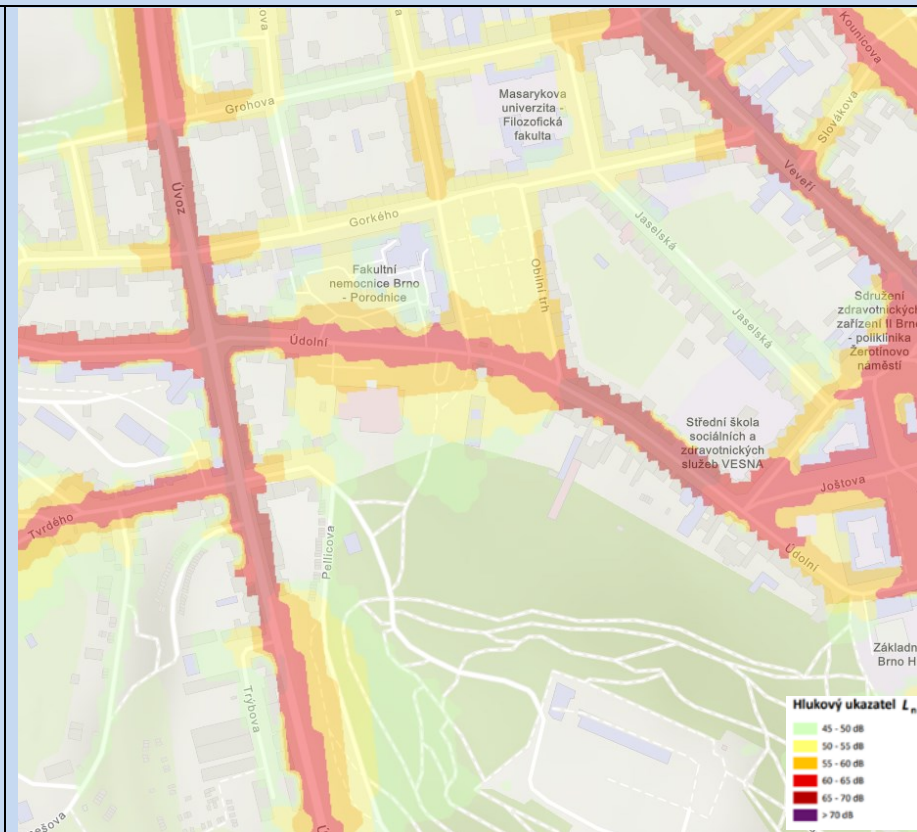 Kounicova
Grohova
Masarykova
univerzita -
Filozofická
fakulta
Slovákova
Veveří
Úvoz
Gorkého
Jaselská
Fakultní
nemocnice Brno
- Porodnice
Obilní trh
Sdružení
zdravotnických
zařízení II Brno
- poliklinika
Žerotínovo
náměstí
Jaselská
Údolní
Střední škola
sociálních a
zdravotnických
služeb VESNA
Joštova
Tvrdého
Údolní
Pellicova
Základn
Brno H
Trýbova
Hlukový ukazatel L n
45 - 50 dB
50 - 55 dB
55 - 60 dB
60 - 65 dB
65 - 70 dB
> 70 dB